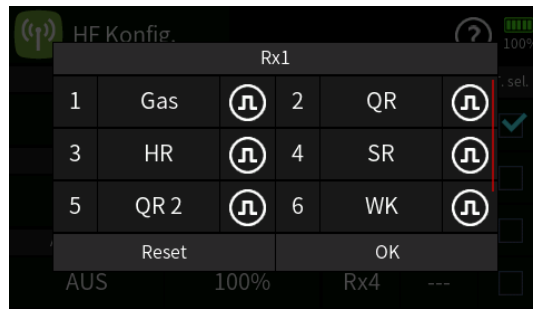 HF Konfig.
?
100%
Rx1
. sel.
1 Gas 2 QR
3 HR 4 SR
5 QR 2 6 WK
Reset OK
AUS 100% Rx4 ---